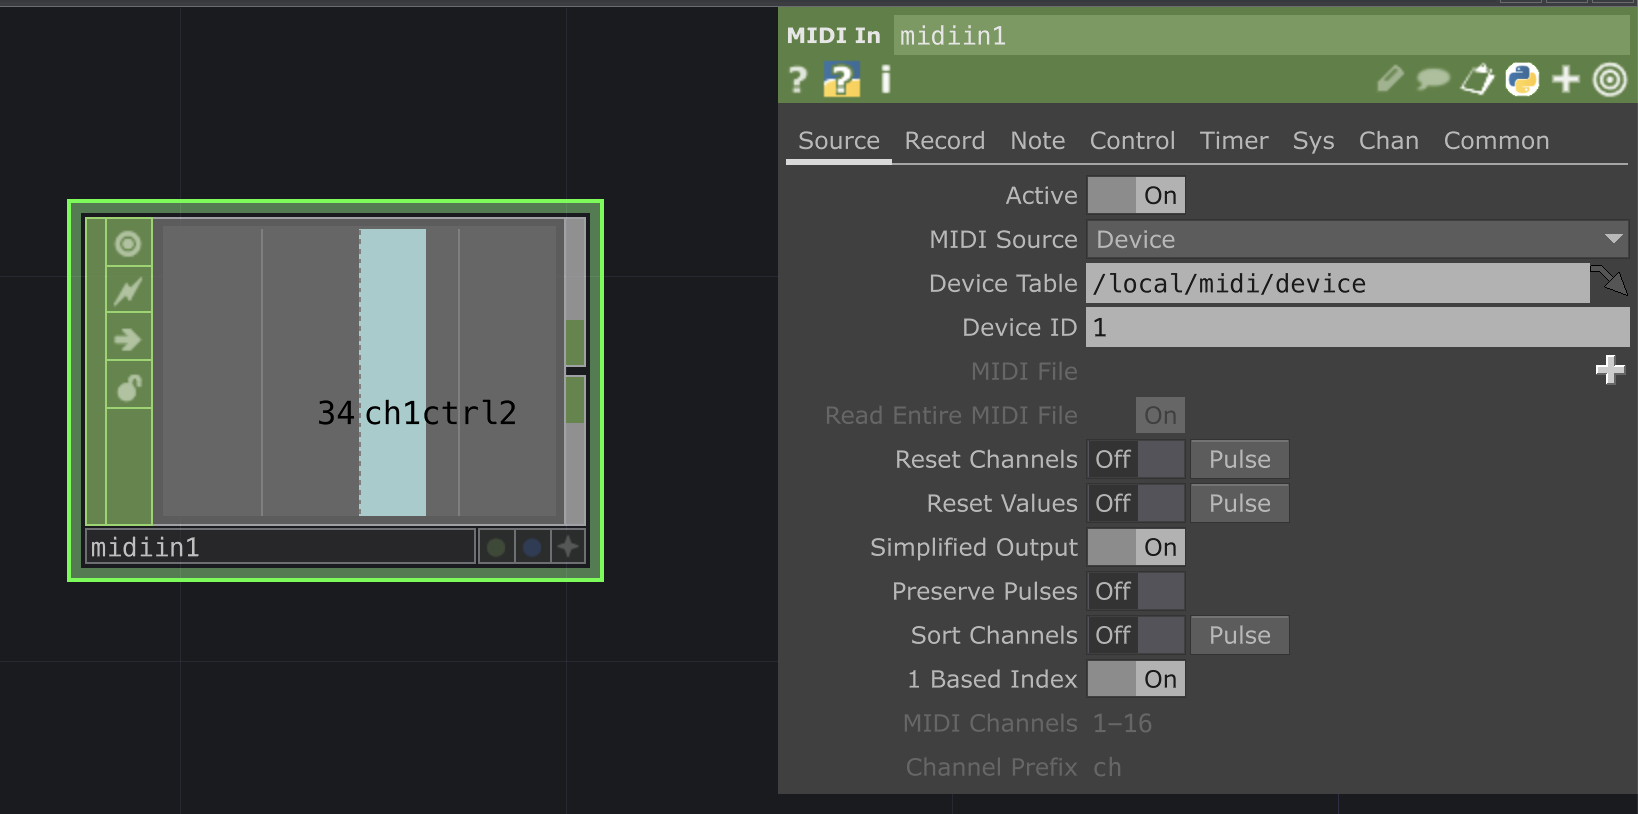 MIDI In midiin1
? ? i
Source Record Note Control Timer Sys Chan Common
Active On
MIDI Source Device
Device Table /local/midi/device
Device ID 1
MIDI File
Read Entire MIDI File On
Reset Channels Off Pulse
Reset Values Off Pulse
Simplified Output On
Preserve Pulses Off
Sort Channels Off Pulse
1 Based Index On
MIDI Channels 1-16
Channel Prefix ch
34 ch1ctrl2
midiin1